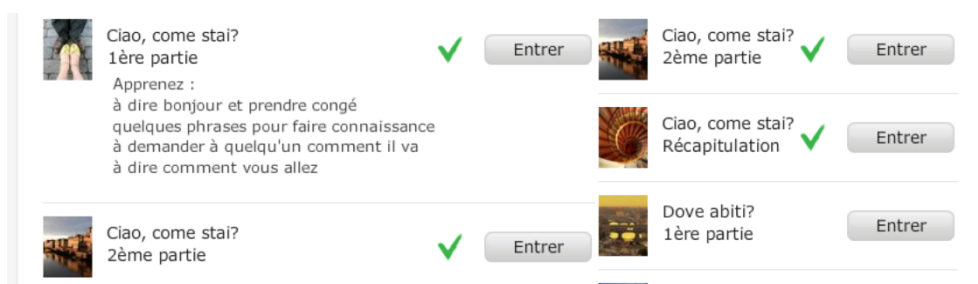 Ciao, come stai?
1ère partie
Entrer
Apprenez :
à dire bonjour et prendre congé
quelques phrases pour faire connaissance
à demander à quelqu'un comment il va
à dire comment vous allez
Ciao, come stai?
2ème partie
Entrer
Ciao, come stai?
2ème partie
Entrer
Ciao, come stai?
Récapitulation
Entrer
Dove abiti?
1ère partie
Entrer